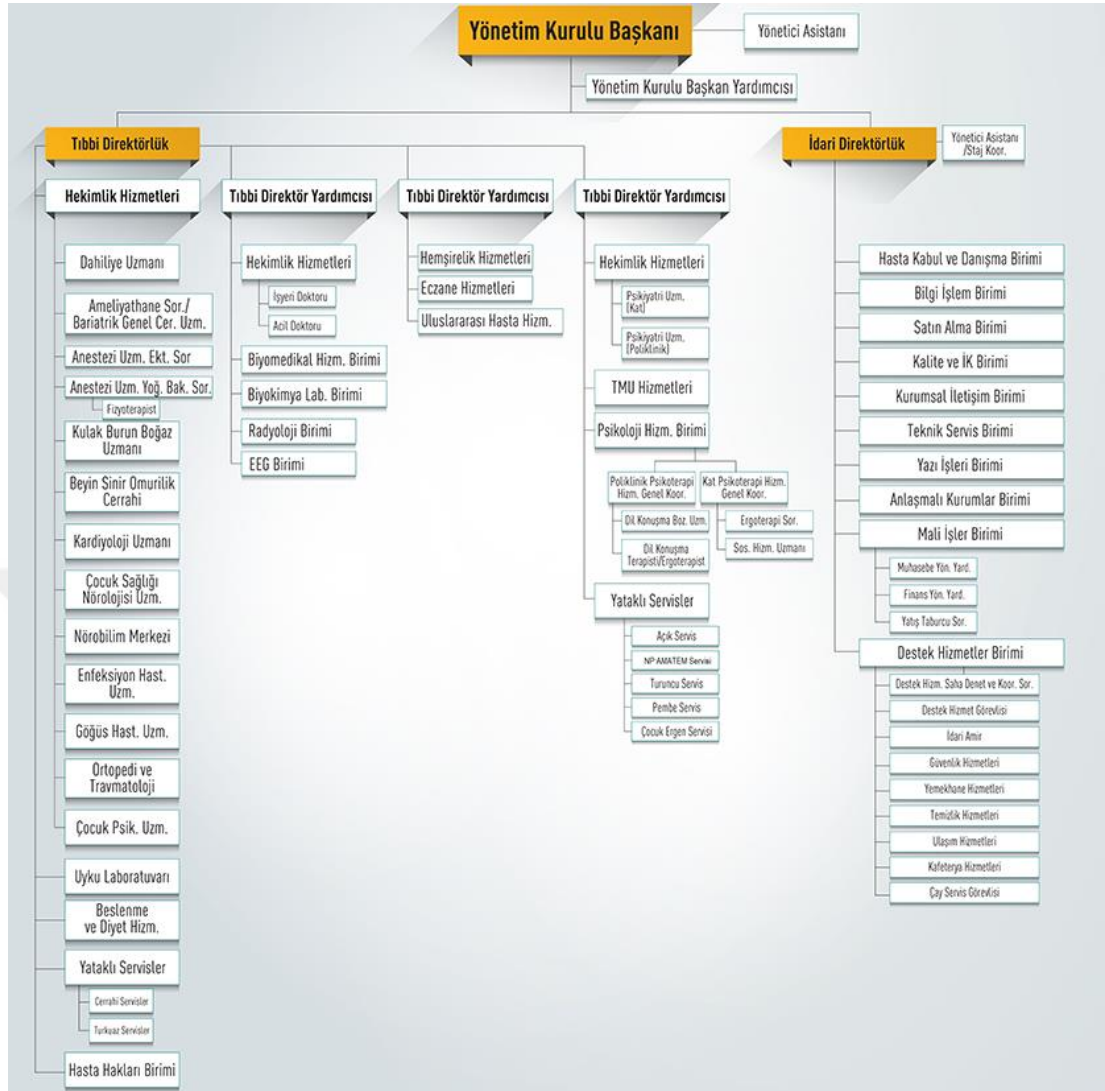 Yönetim Kurulu Başkanı
Yönetici Asistanı
Yönetim Kurulu Başkan Yardımcısı
Tıbbi Direktörlük
İdari Direktörlük
Yönetici Asistanı
/Staj Koor.
Hekimlik Hizmetleri
Dahiliye Uzmanı
Ameliyathane Sor./
Bariatrik Genel Cer. Uzm.
Anestezi Uzm. Ekt. Sor
Anestezi Uzm. Yoğ. Bak. Sor.
Fizyoterapist
Kulak Burun Boğaz
Uzmanı
Beyin Sinir Omurilik
Cerrahi
Kardiyoloji Uzmanı
Çocuk Sağlığı
Nörolojisi Uzm.
Nörobilim Merkezi
Enfeksiyon Hast.
Uzm.
Göğüs Hast. Uzm.
Ortopedi ve
Travmatoloji
Çocuk Psik. Uzm.
Uyku Laboratuvarı
Beslenme
ve Diyet Hizm.
Yataklı Servisler
Cerrahi Servisler
Turkuaz Servisler
Hasta Hakları Birimi
Tıbbi Direktör Yardımcısı
Hekimlik Hizmetleri
İşyeri Doktoru
Acil Doktoru
Biyomedikal Hizm. Birimi
Biyokimya Lab. Birimi
Radyoloji Birimi
EEG Birimi
Tıbbi Direktör Yardımcısı
Hemşirelik Hizmetleri
Eczane Hizmetleri
Uluslararası Hasta Hizm.
Tıbbi Direktör Yardımcısı
Hekimlik Hizmetleri
Psikiyatri Uzm.
(Kat)
Psikiyatri Uzm.
(Poliklinik)
TMU Hizmetleri
Psikoloji Hizm. Birimi
Poliklinik Psikoterapi
Hizm. Genel Koor.
Dil Konuşma Boz. Uzm.
Dil Konuşma
Terapisti/Ergoterapist
Kat Psikoterapi Hizm.
Genel Koor.
Ergoterapi Sor.
Sos. Hizm. Uzmanı
Yataklı Servisler
Açık Servis
NP AMATEM Servisi
Turuncu Servis
Pembe Servis
Çocuk Ergen Servisi
Hasta Kabul ve Danışma Birimi
Bilgi İşlem Birimi
Satın Alma Birimi
Kalite ve İK Birimi
Kurumsal İletişim Birimi
Teknik Servis Birimi
Yazı İşleri Birimi
Anlaşmalı Kurumlar Birimi
Mali İşler Birimi
Muhasebe Yön. Yard.
Finans Yön. Yard.
Yatış Taburcu Sor.
Destek Hizmetler Birimi
Destek Hizm. Saha Denet ve Koor. Sor.
Destek Hizmet Görevlisi
İdari Amir
Güvenlik Hizmetleri
Yemekhane Hizmetleri
Temizlik Hizmetleri
Ulaşım Hizmetleri
Kafeterya Hizmetleri
Çay Servis Görevlisi